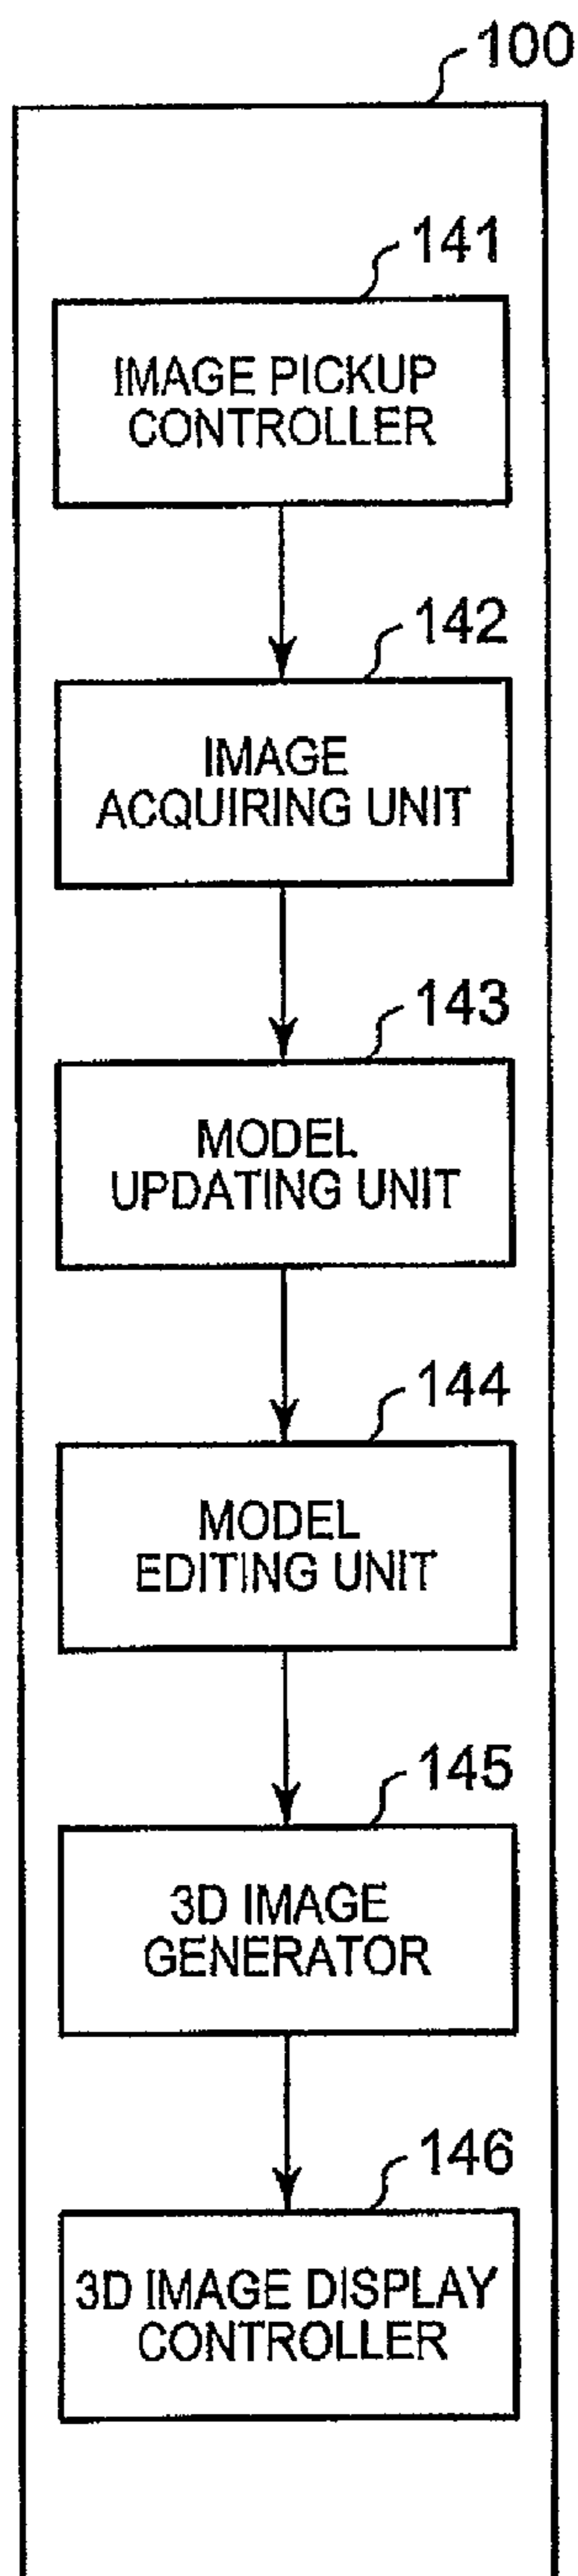 100
141
IMAGE PICKUP
CONTROLLER
142
IMAGE
ACQUIRING UNIT
143
MODEL
UPDATING UNIT
144
MODEL
EDITING UNIT
145
3D IMAGE
GENERATOR
146
3D IMAGE DISPLAY
CONTROLLER